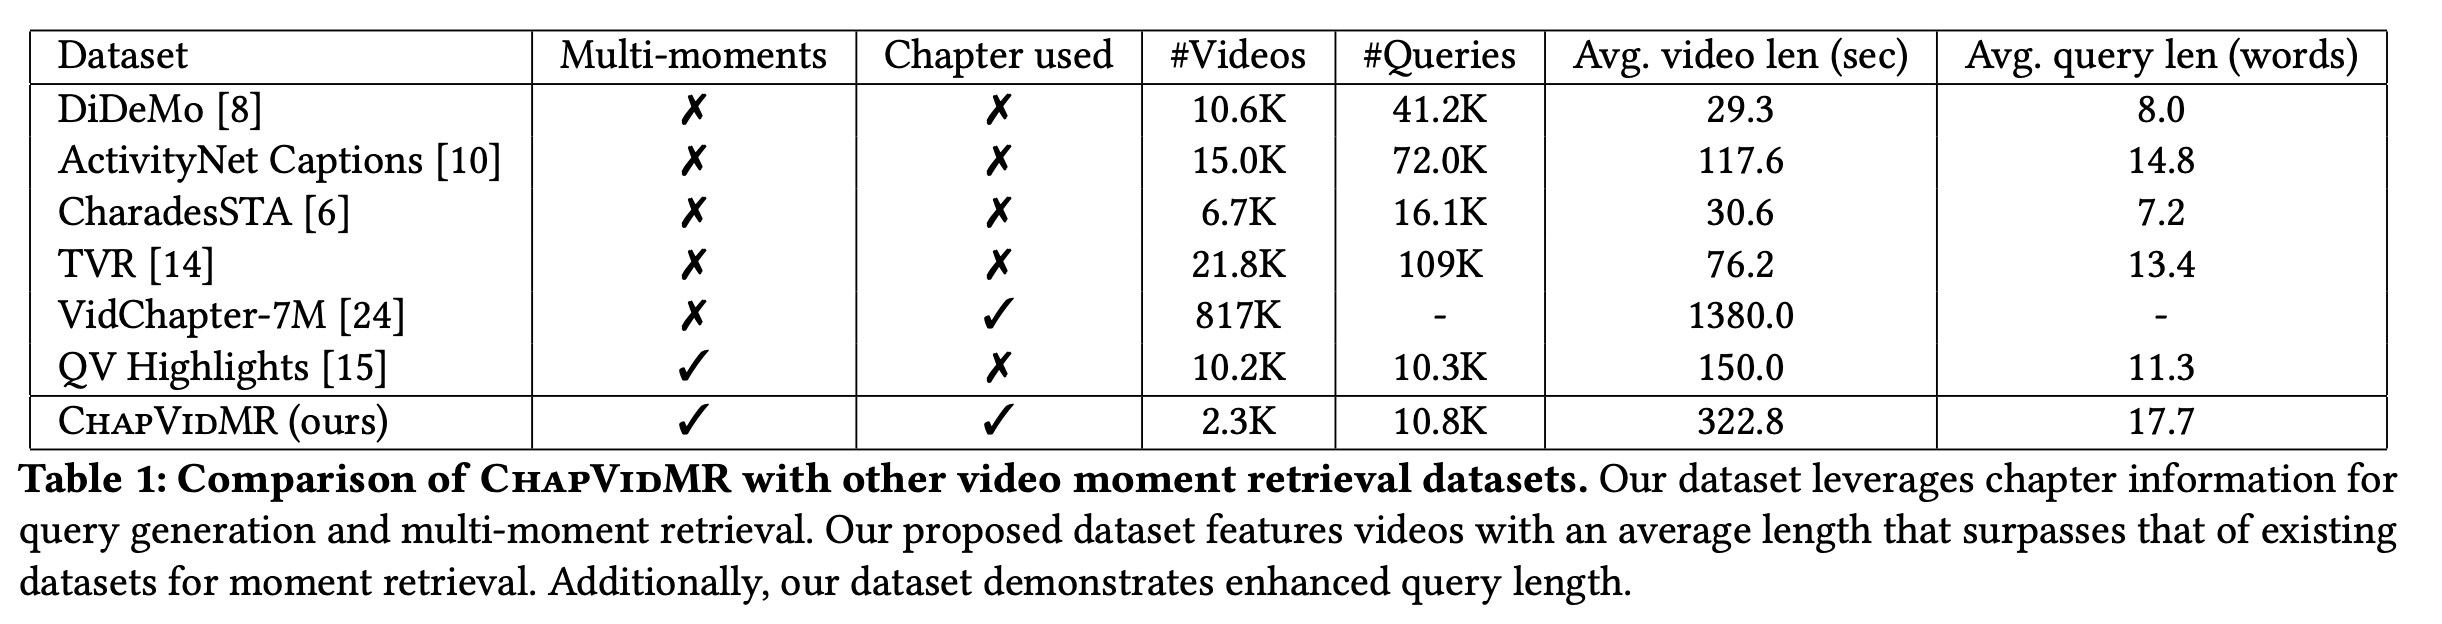 Dataset Multi-moments Chapter used #Videos #Queries Avg. video len (sec) Avg. query len (words)
DiDeMo [8] ✗ ✗ 10.6K 41.2K 29.3 8.0
ActivityNet Captions [10] ✗ ✗ 15.0K 72.0K 117.6 14.8
CharadesSTA [6] ✗ ✗ 6.7K 16.1K 30.6 7.2
TVR [14] ✗ ✗ 21.8K 109K 76.2 13.4
VidChapter-7M [24] ✗ ✓ 817K - 1380.0 -
QV Highlights [15] ✓ ✗ 10.2K 10.3K 150.0 11.3
ChapVidMR (ours) ✓ ✓ 2.3K 10.8K 322.8 17.7
Table 1: Comparison of ChapVidMR with other video moment retrieval datasets. Our dataset leverages chapter information for
query generation and multi-moment retrieval. Our proposed dataset features videos with an average length that surpasses that of existing
datasets for moment retrieval. Additionally, our dataset demonstrates enhanced query length.